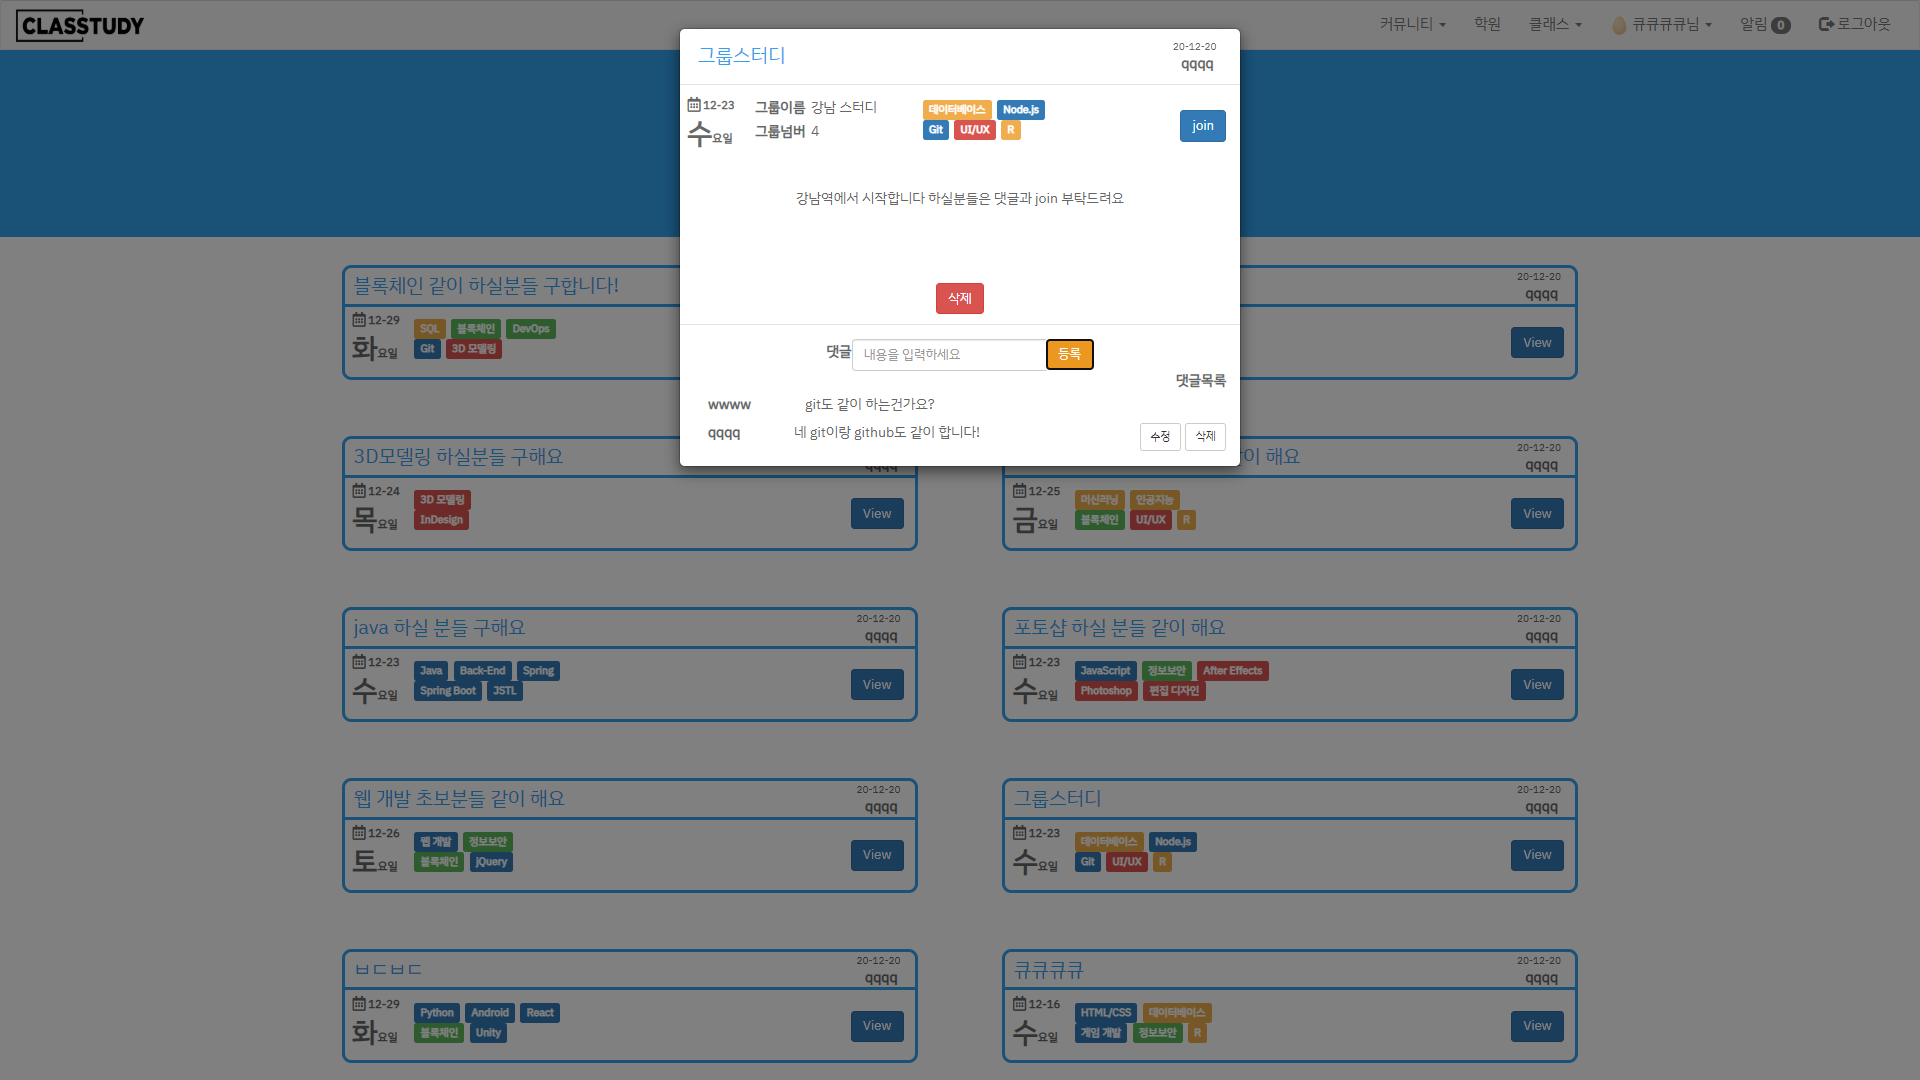 CLASSTUDY
커뮤니티
학원
클래스
큐큐큐큐님
알림 0
로그아웃
그룹스터디
20-12-20
qqqq
12-23
수요일
그룹이름 강남 스터디
그룹넘버 4
데이터베이스 Node.js
Git UI/UX R
join
강남역에서 시작합니다 하실분들은 댓글과 join 부탁드려요
삭제
댓글 내용을 입력하세요 등록
댓글목록
wwww git도 같이 하는건가요?
qqqq 네 git이랑 github도 같이 합니다!
수정 삭제
블록체인 같이 하실분들 구합니다!
12-29
화요일
SQL 블록체인 DevOps
Git 3D 모델링
20-12-20
qqqq
View
3D모델링 하실분들 구해요
qqqq
12-24
목요일
3D 모델링
InDesign
View
이 해요
20-12-20
qqqq
12-25
금요일
머신러닝 인공지능
블록체인 UI/UX R
View
java 하실 분들 구해요
20-12-20
qqqq
12-23
수요일
Java Back-End Spring
Spring Boot JSTL
View
포토샵 하실 분들 같이 해요
20-12-20
qqqq
12-23
수요일
JavaScript 정보보안 After Effects
Photoshop 편집 디자인
View
웹 개발 초보분들 같이 해요
20-12-20
qqqq
12-26
토요일
웹 개발 정보보안
블록체인 jQuery
View
그룹스터디
20-12-20
qqqq
12-23
수요일
데이터베이스 Node.js
Git UI/UX R
View
ㅂㄷㅂㄷ
20-12-20
qqqq
12-29
화요일
Python Android React
블록체인 Unity
View
큐큐큐큐
20-12-20
qqqq
12-16
수요일
HTML/CSS 데이터베이스
게임 개발 정보보안 R
View